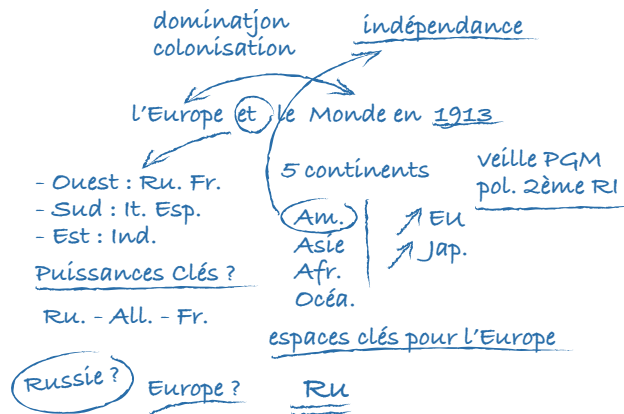 domination
colonisation
indépendance
l'Europe et le Monde en 1913
- Ouest : Ru. Fr.
- Sud : It. Esp.
- Est : Ind.
Puissances Clés ?
Ru. - All. - Fr.
5 continents
Am.
Asie
Afr.
Océa.
EU
Jap.
veille PGM
pol. 2ème RI
espaces clés pour l'Europe
Russie ?
Europe ?
RU